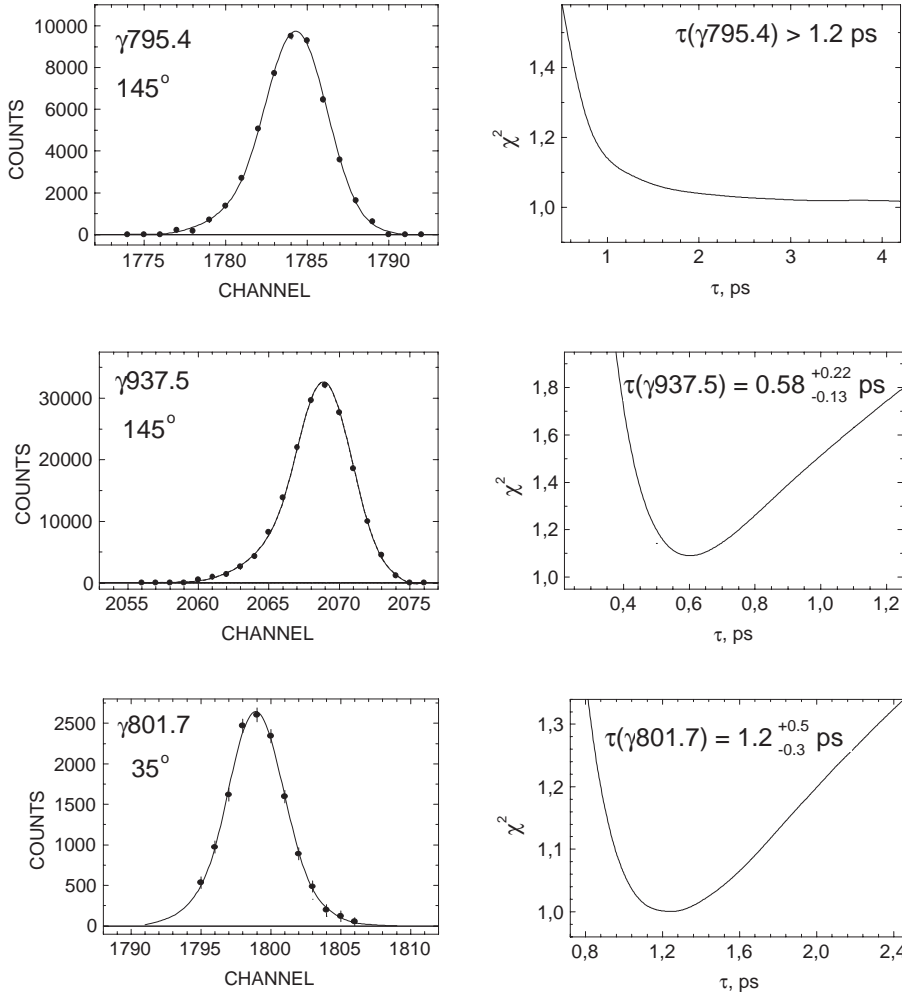 γ795.4
145°
COUNTS
10000
8000
6000
4000
2000
0
1775 1780 1785 1790
CHANNEL
τ(γ795.4) > 1.2 ps
χ²
1,4
1,2
1,0
1 2 3 4
τ, ps
γ937.5
145°
COUNTS
30000
20000
10000
0
2055 2060 2065 2070 2075
CHANNEL
τ(γ937.5) = 0.58 +0.22 -0.13 ps
χ²
1,8
1,6
1,4
1,2
1,0
0,4 0,6 0,8 1,0 1,2
τ, ps
γ801.7
35°
COUNTS
2500
2000
1500
1000
500
0
1790 1795 1800 1805 1810
CHANNEL
τ(γ801.7) = 1.2 +0.5 -0.3 ps
χ²
1,3
1,2
1,1
1,0
0,8 1,2 1,6 2,0 2,4
τ, ps